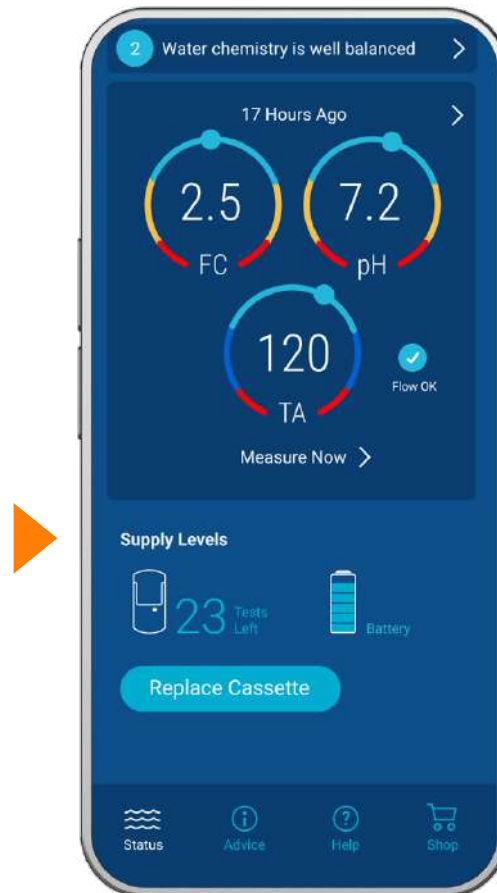 2 Water chemistry is well balanced
17 Hours Ago
2.5 7.2
FC pH
120
TA
Flow OK
Measure Now
Supply Levels
23 Tests Left Battery
Replace Cassette
Status Advice Help Shop